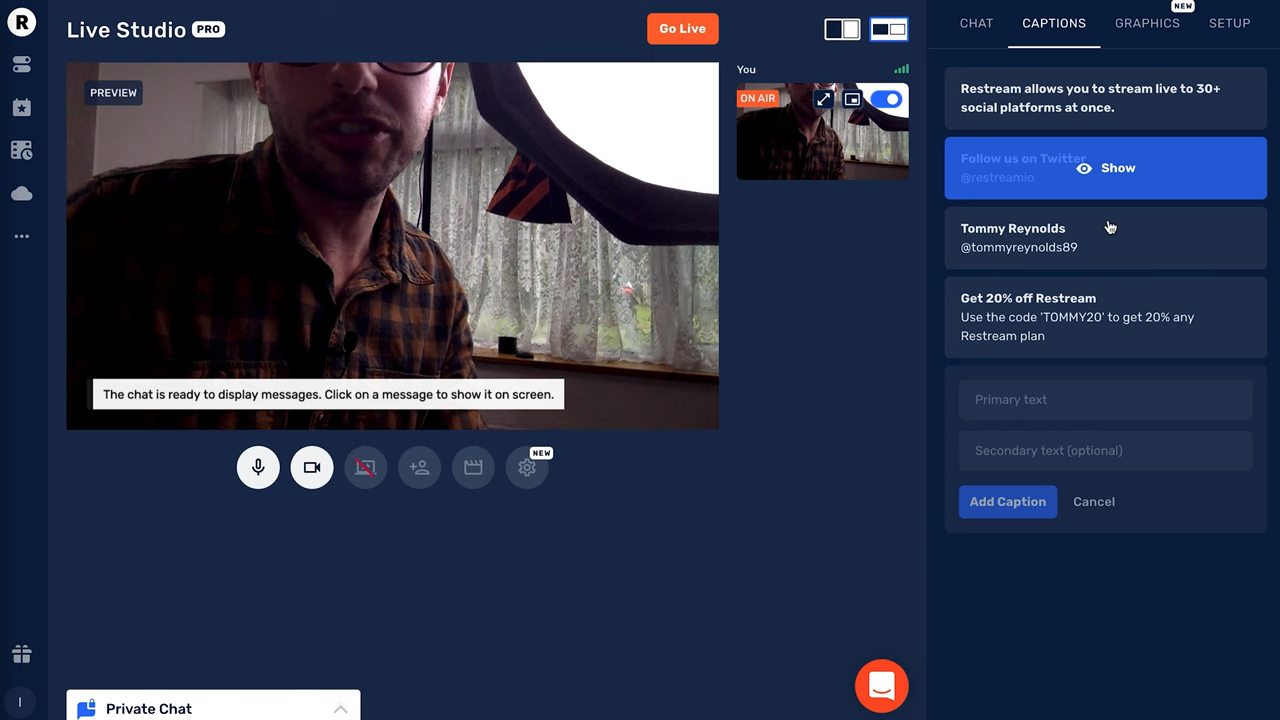 R
Live Studio PRO
Go Live
CHAT
CAPTIONS
GRAPHICS
NEW
SETUP
PREVIEW
You
ON AIR
Restream allows you to stream live to 30+
social platforms at once.
Follow us on Twitter
@restreamio
Show
Tommy Reynolds
@tommyreynolds89
Get 20% off Restream
Use the code 'TOMMY20' to get 20% any
Restream plan
Primary text
Secondary text (optional)
Add Caption
Cancel
The chat is ready to display messages. Click on a message to show it on screen.
NEW
Private Chat
I